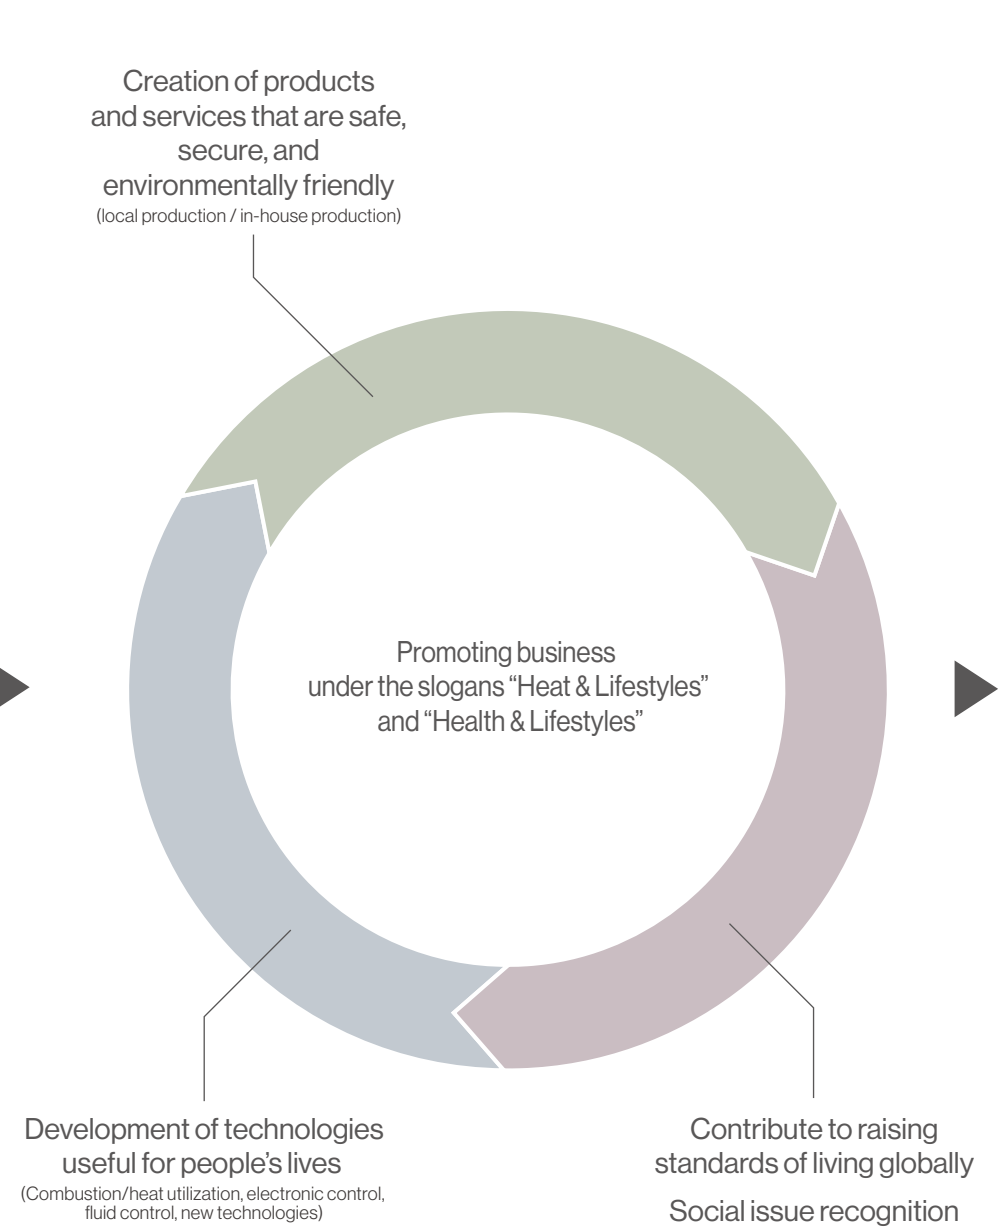 Creation of products
and services that are safe,
secure, and
environmentally friendly
(local production / in-house production)
Promoting business
under the slogans “Heat & Lifestyles”
and “Health & Lifestyles”
Development of technologies
useful for people’s lives
(Combustion/heat utilization, electronic control,
fluid control, new technologies)
Contribute to raising
standards of living globally
Social issue recognition